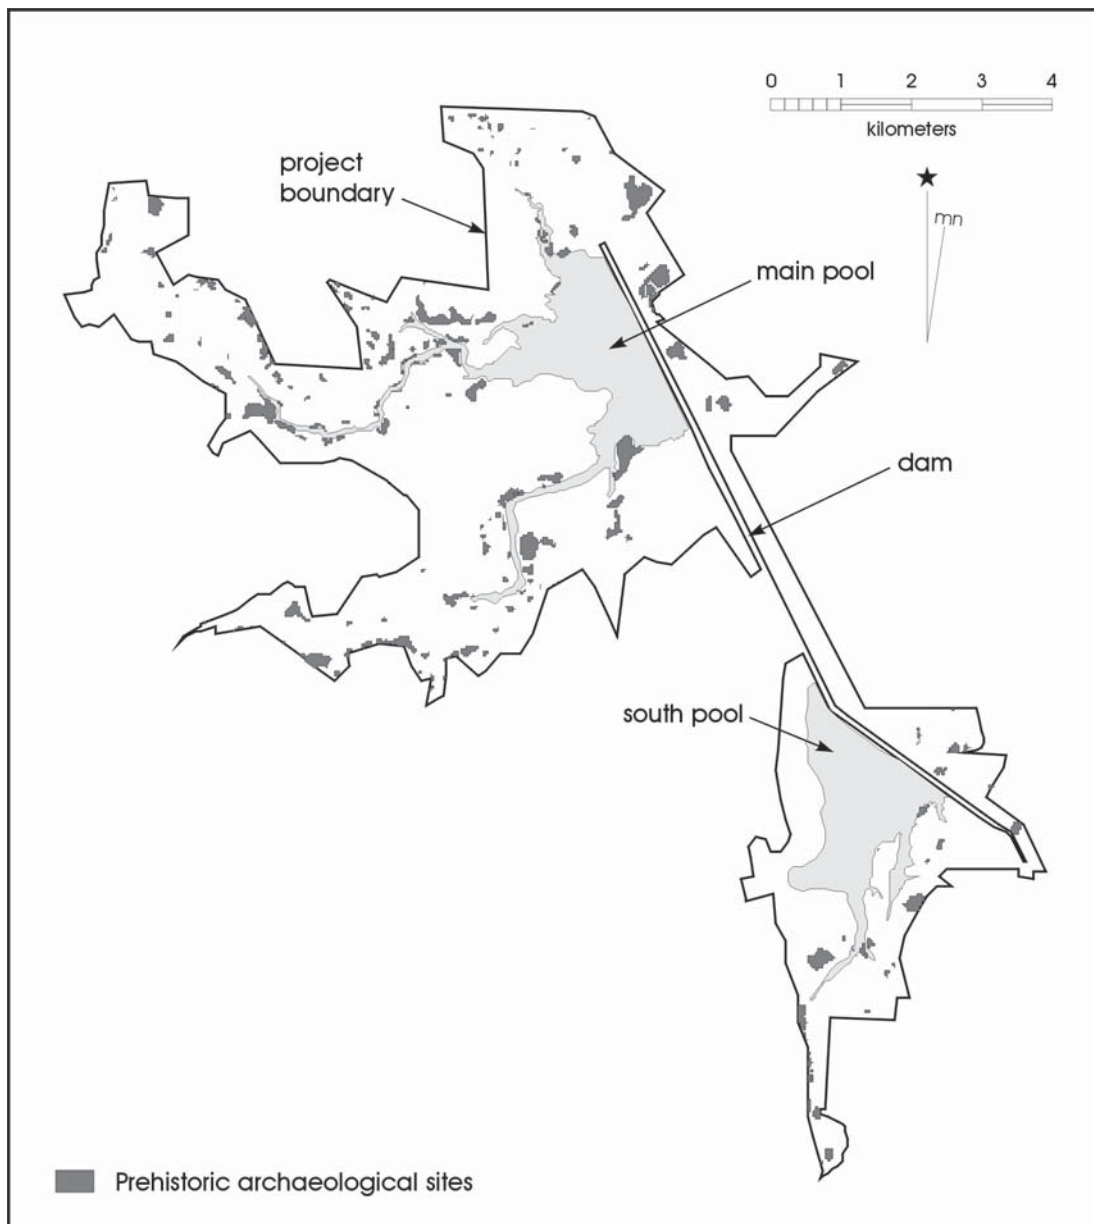 0 1 2 3 4
kilometers
project
boundary
mn
main pool
dam
south pool
Prehistoric archaeological sites